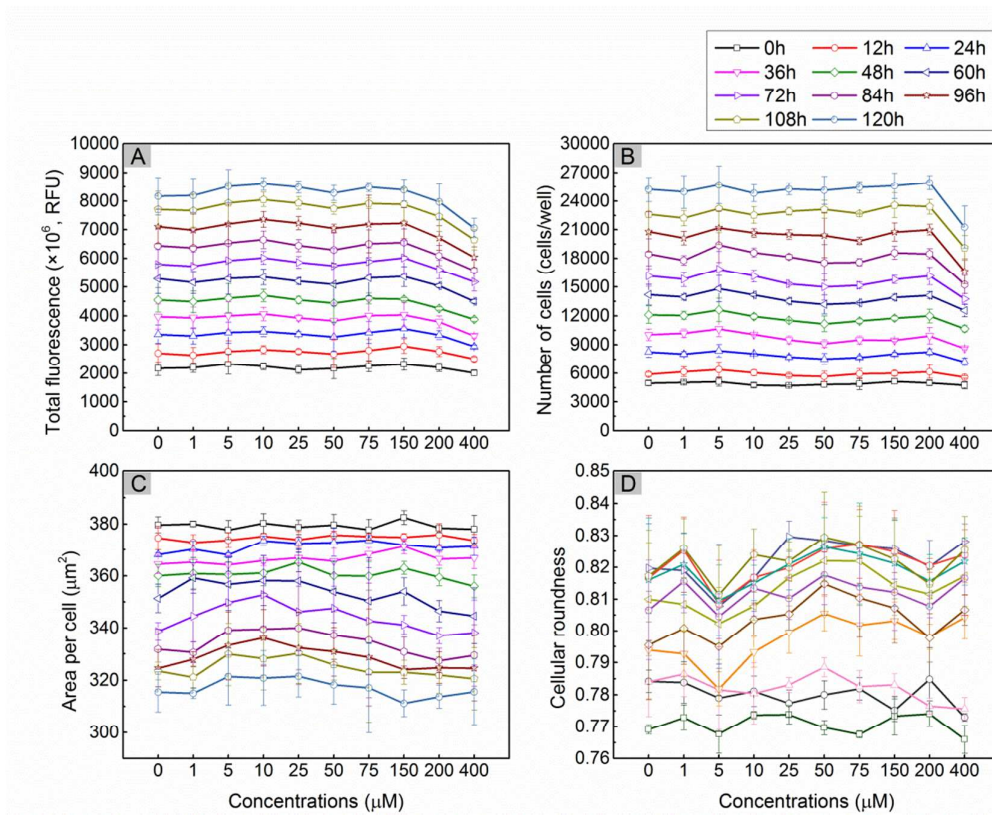 0h 12h 24h
36h 48h 60h
72h 84h 96h
108h 120h
A
Total fluorescence (×10⁶, RFU)
10000
9000
8000
7000
6000
5000
4000
3000
2000
1000
0
0 1 5 10 25 50 75 150 200 400
B
Number of cells (cells/well)
30000
27000
24000
21000
18000
15000
12000
9000
6000
3000
0
0 1 5 10 25 50 75 150 200 400
C
Area per cell (μm²)
400
380
360
340
320
300
0 1 5 10 25 50 75 150 200 400
Concentrations (μM)
D
Cellular roundness
0.85
0.84
0.83
0.82
0.81
0.80
0.79
0.78
0.77
0.76
0 1 5 10 25 50 75 150 200 400
Concentrations (μM)